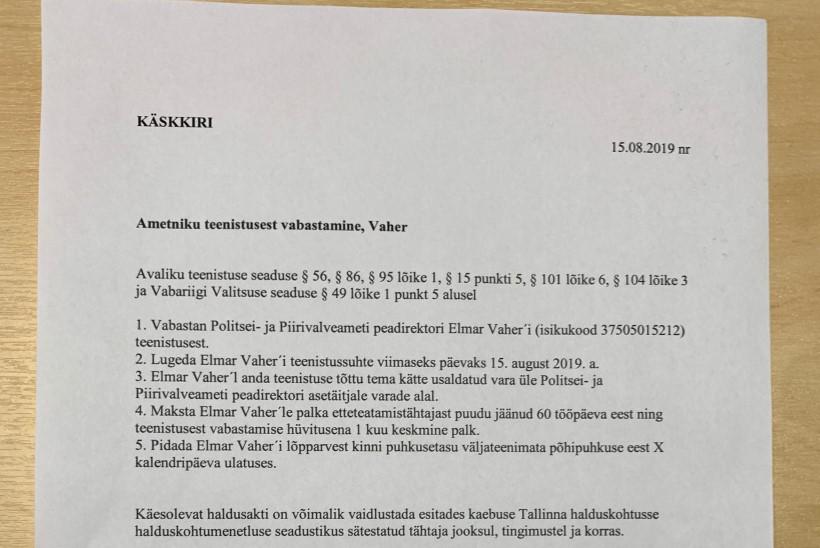 KÄSKKIRI
15.08.2019 nr
Ametniku teenistusest vabastamine, Vaher
Avaliku teenistuse seaduse § 56, § 86, § 95 lõike 1, § 15 punkti 5, § 101 lõike 6, § 104 lõike 3
ja Vabariigi Valitsuse seaduse § 49 lõike 1 punkt 5 alusel
1. Vabastan Politsei- ja Piirivalveameti peadirektori Elmar Vaher´i (isikukood 37505015212)
teenistusest.
2. Lugeda Elmar Vaher´i teenistussuhte viimaseks päevaks 15. august 2019. a.
3. Elmar Vaher´l anda teenistuse tõttu tema kätte usaldatud vara üle Politsei- ja
Piirivalveameti peadirektori asetäitjale varade alal.
4. Maksta Elmar Vaher´le palka etteteatamistähtajast puudu jäänud 60 tööpäeva eest ning
teenistusest vabastamise hüvitusena 1 kuu keskmine palk.
5. Pidada Elmar Vaher´i lõpparvest kinni puhkusetasu väljateenimata põhipuhkuse eest X
kalendripäeva ulatuses.
Käesolevat haldusakti on võimalik vaidlustada esitades kaebuse Tallinna halduskohtusse
halduskohtumenetluse seadustikus sätestatud tähtaja jooksul, tingimustel ja korras.